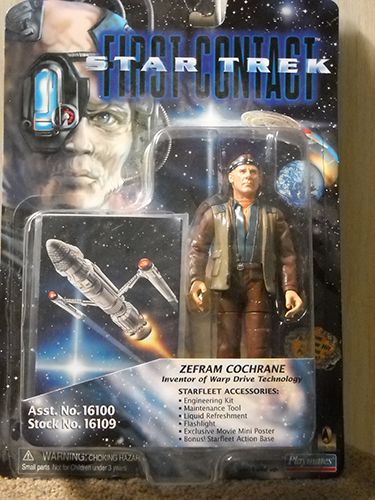 STAR TREK
FIRST CONTACT
ZEFRAM COCHRANE
Inventor of Warp Drive Technology
STARFLEET ACCESSORIES:
• Engineering Kit
• Maintenance Tool
• Liquid Refreshment
• Flashlight
• Exclusive Movie Mini Poster
• Bonus! Starfleet Action Base
Asst. No. 16100
Stock No. 16109
WARNING: CHOKING HAZARD
Small parts Not for Children under 3 years
Playmates